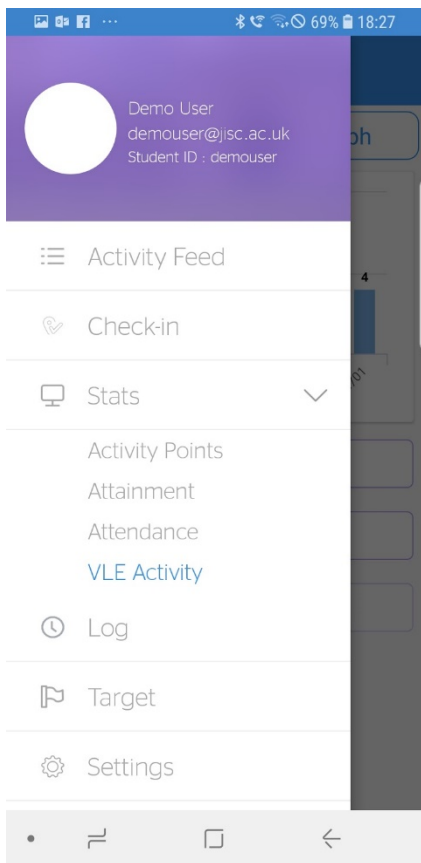 69% 18:27
Demo User
demouser@jisc.ac.uk
Student ID : demouser
ph
Activity Feed
4
Check-in
/01
Stats
Activity Points
Attainment
Attendance
VLE Activity
Log
Target
Settings